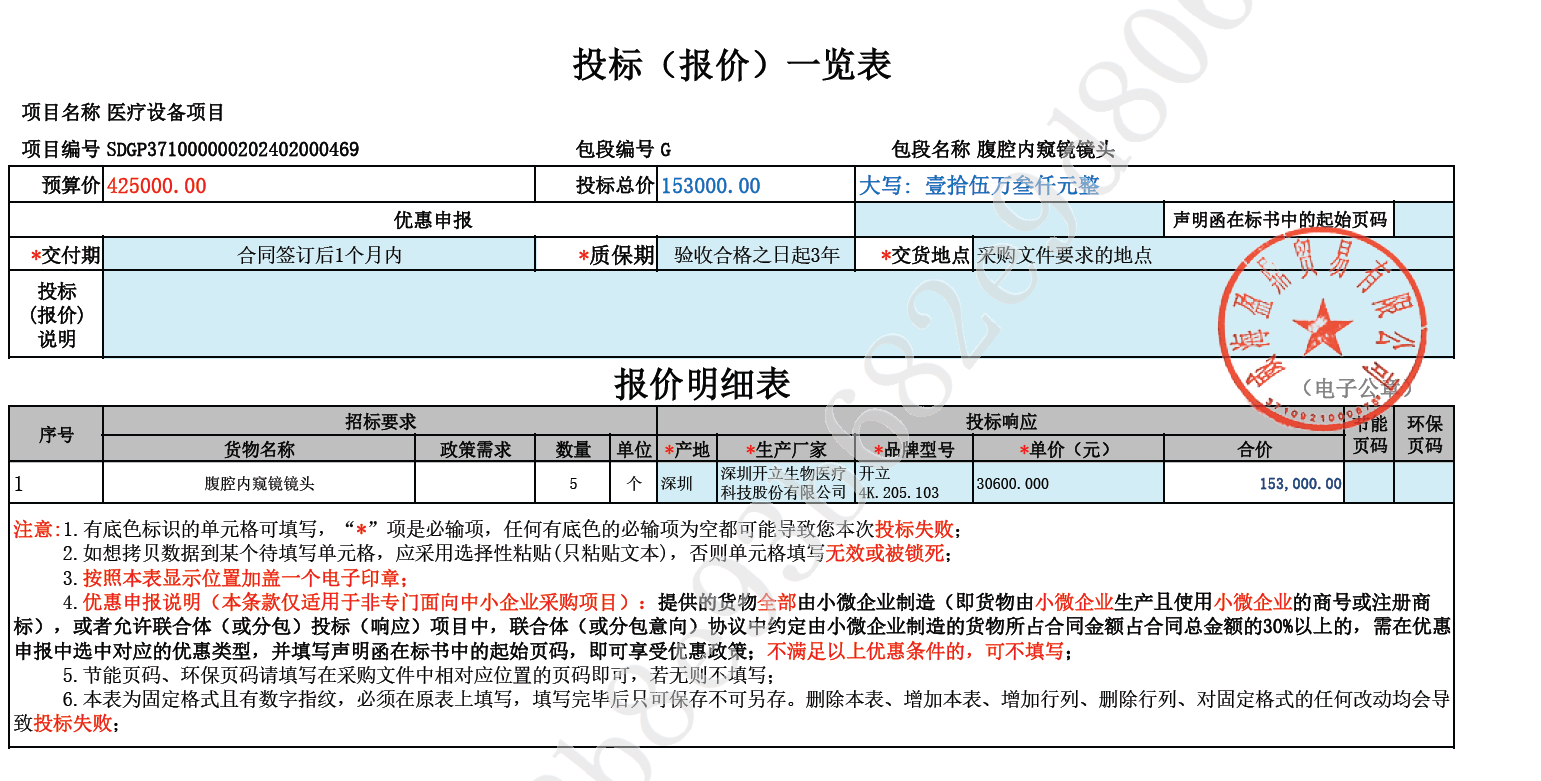 投标（报价）一览表
项目名称 医疗设备项目
项目编号 SDGP371000000202402000469 包段编号 G 包段名称 腹腔内窥镜镜头
预算价 425000.00 投标总价 153000.00 大写: 壹拾伍万叁仟元整
优惠申报 声明函在标书中的起始页码
*交付期 合同签订后1个月内 *质保期 验收合格之日起3年 *交货地点 采购文件要求的地点
投标
(报价)
说明
瑞贸易有限公司
（电子公章）
报价明细表
序号 招标要求 投标响应 节能页码 环保页码
货物名称 政策需求 数量 单位 *产地 *生产厂家 *品牌型号 *单价（元） 合价
1 腹腔内窥镜镜头 5 个 深圳 深圳开立生物医疗科技股份有限公司 开立 4K.205.103 30600.000 153,000.00
注意:1.有底色标识的单元格可填写，“*”项是必输项，任何有底色的必输项为空都可能导致您本次投标失败;
2.如想拷贝数据到某个待填写单元格，应采用选择性粘贴(只粘贴文本)，否则单元格填写无效或被锁死;
3.按照本表显示位置加盖一个电子印章;
4.优惠申报说明（本条款仅适用于非专门面向中小企业采购项目）: 提供的货物全部由小微企业制造（即货物由小微企业生产且使用小微企业的商号或注册商
标），或者允许联合体（或分包）投标（响应）项目中，联合体（或分包意向）协议中约定由小微企业制造的货物所占合同金额占合同总金额的30%以上的，需在优惠
申报中选中对应的优惠类型，并填写声明函在标书中的起始页码，即可享受优惠政策; 不满足以上优惠条件的，可不填写;
5.节能页码、环保页码请填写在采购文件中相对应位置的页码即可，若无则不填写;
6.本表为固定格式且有数字指纹，必须在原表上填写，填写完毕后只可保存不可另存。删除本表、增加本表、增加行列、删除行列、对固定格式的任何改动均会导
致投标失败;